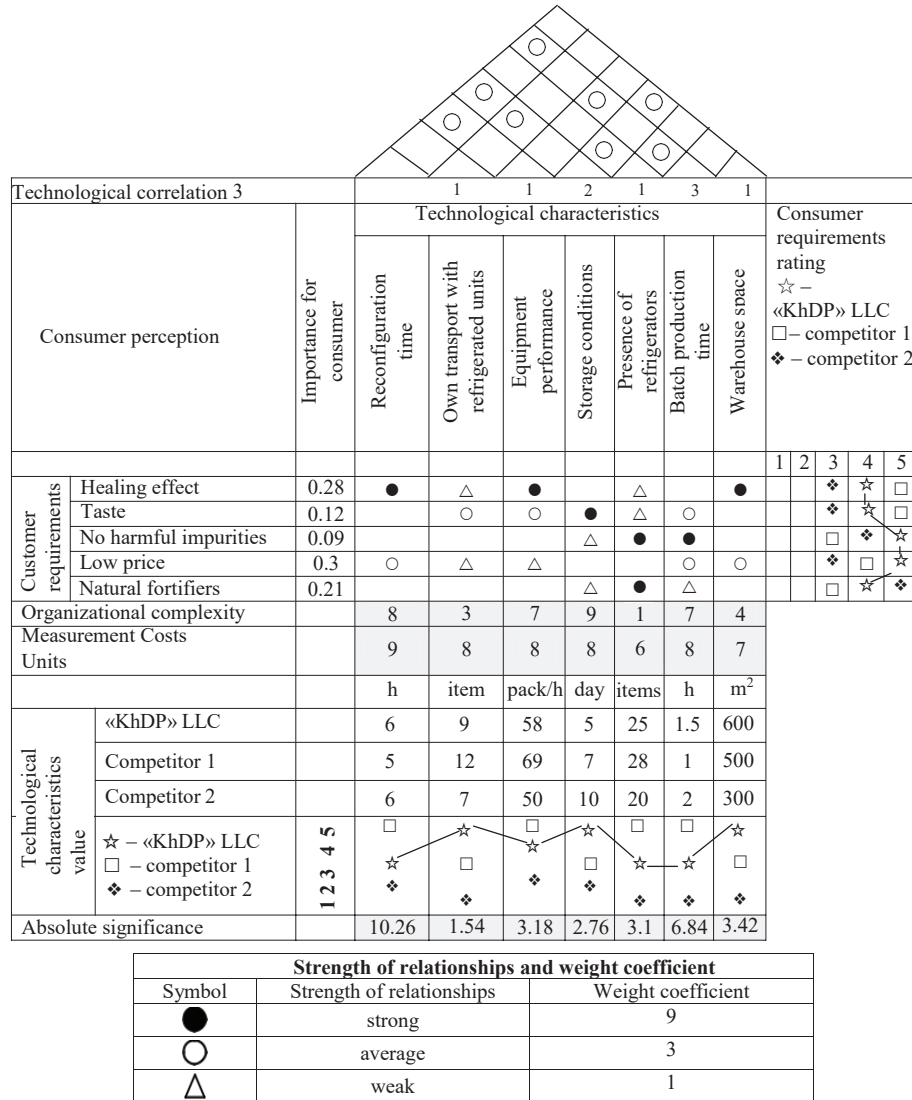 Technological correlation 3 1 1 2 1 3 1
Consumer perception
Importance for
consumer
Technological characteristics
Reconfiguration
time
Own transport with
refrigerated units
Equipment
performance
Storage conditions
Presence of
refrigerators
Batch production
time
Warehouse space
Consumer
requirements
rating
☆ –
«KhDP» LLC
□ – competitor 1
❖ – competitor 2
1 2 3 4 5
Customer
requirements
Healing effect 0.28 ● △ ● △ ● ❖ ☆ □
Taste 0.12 ○ ○ ● △ ○ ❖ ☆ □
No harmful impurities 0.09 △ ● ● □ ❖ ☆
Low price 0.3 ○ △ △ ○ ○ ❖ □ ☆
Natural fortifiers 0.21 △ ● △ □ ☆ ❖
Organizational complexity 8 3 7 9 1 7 4
Measurement Costs
Units
9 8 8 8 6 8 7
h item pack/h day items h m²
Technological
characteristics
value
«KhDP» LLC 6 9 58 5 25 1.5 600
Competitor 1 5 12 69 7 28 1 500
Competitor 2 6 7 50 10 20 2 300
☆ – «KhDP» LLC
□ – competitor 1
❖ – competitor 2
1 2 3 4 5
Absolute significance 10.26 1.54 3.18 2.76 3.1 6.84 3.42
Strength of relationships and weight coefficient
Symbol Strength of relationships Weight coefficient
● strong 9
○ average 3
△ weak 1